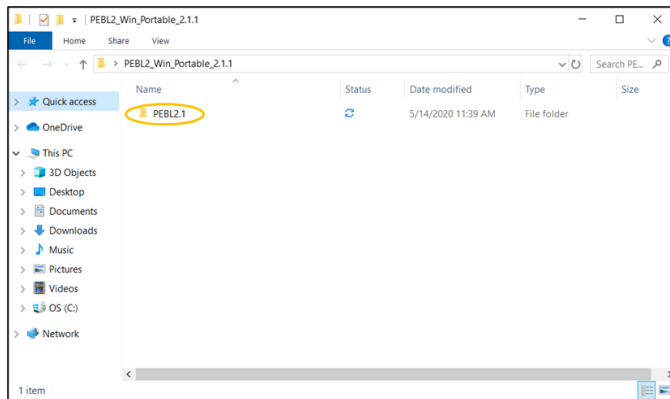 PEBL2_Win_Portable_2.1.1
File Home Share View
PEBL2_Win_Portable_2.1.1
Search PE...
Name Status Date modified Type Size
PEBL2.1 5/14/2020 11:39 AM File folder
Quick access
OneDrive
This PC
3D Objects
Desktop
Documents
Downloads
Music
Pictures
Videos
OS (C:)
Network
1 item